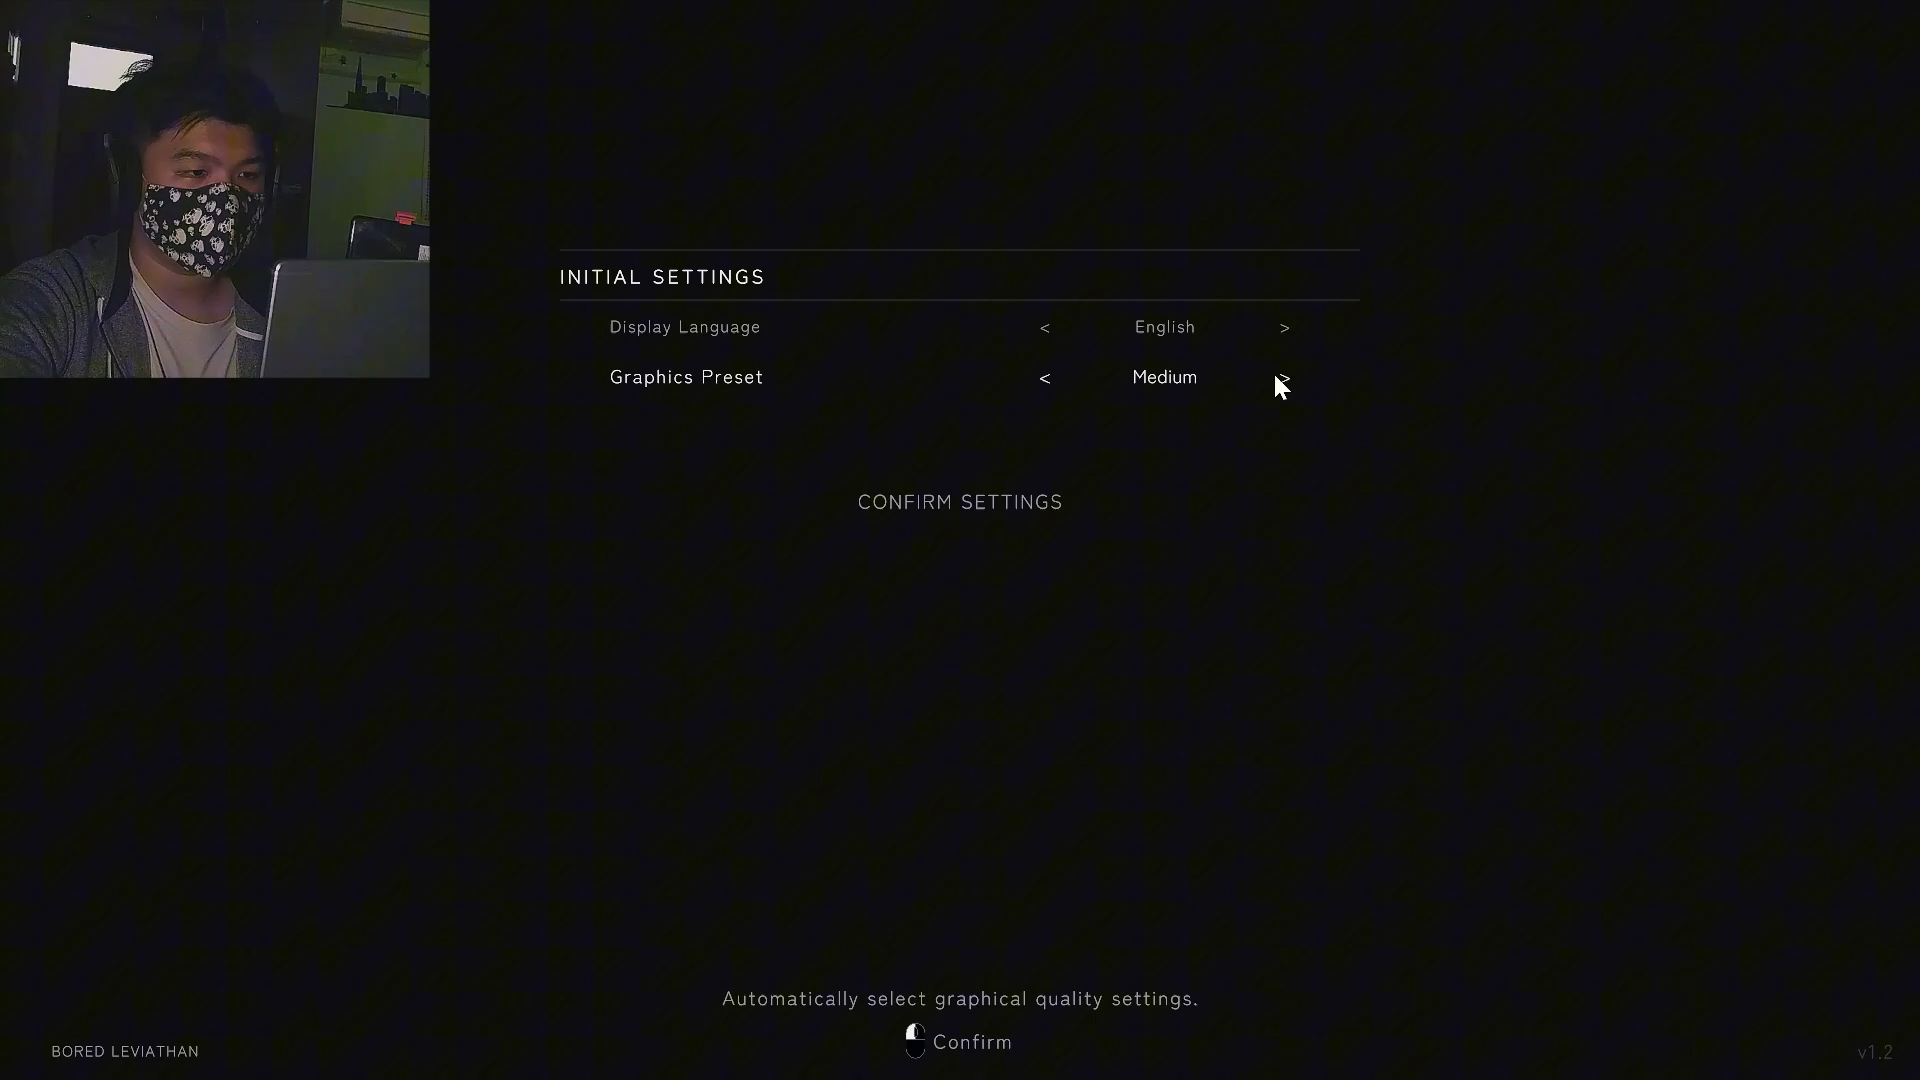 INITIAL SETTINGS
Display Language < English >
Graphics Preset < Medium >
CONFIRM SETTINGS
Automatically select graphical quality settings.
Confirm
BORED LEVIATHAN
v1.2